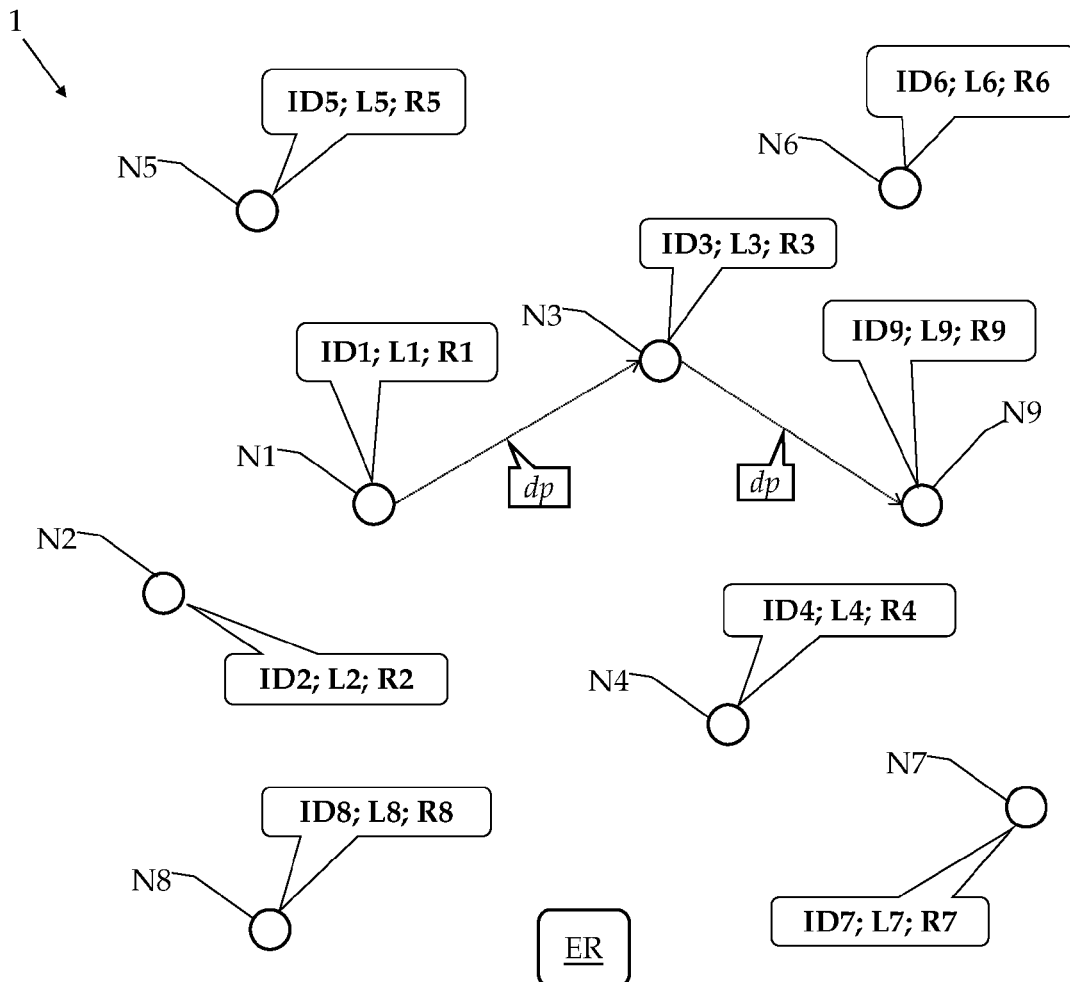 1
ID5; L5; R5
ID6; L6; R6
N5
N6
ID3; L3; R3
N3
ID1; L1; R1
ID9; L9; R9
N9
N1
dp
dp
N2
ID4; L4; R4
ID2; L2; R2
N4
N7
ID8; L8; R8
N8
ID7; L7; R7
ER